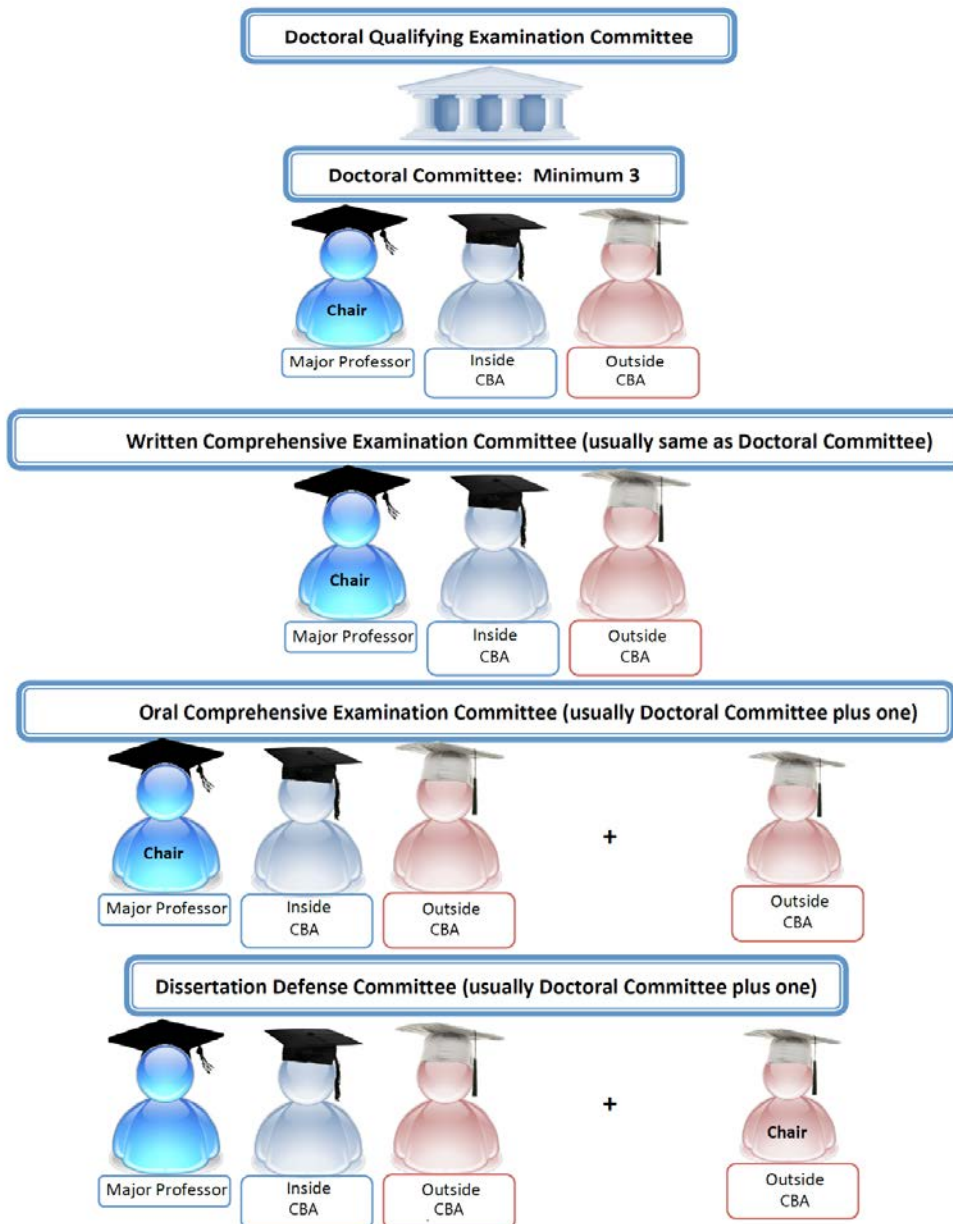 Doctoral Qualifying Examination Committee
Doctoral Committee: Minimum 3
Chair
Major Professor
Inside
CBA
Outside
CBA
Written Comprehensive Examination Committee (usually same as Doctoral Committee)
Chair
Major Professor
Inside
CBA
Outside
CBA
Oral Comprehensive Examination Committee (usually Doctoral Committee plus one)
Chair
+
Major Professor
Inside
CBA
Outside
CBA
Outside
CBA
Dissertation Defense Committee (usually Doctoral Committee plus one)
+
Chair
Major Professor
Inside
CBA
Outside
CBA
Outside
CBA